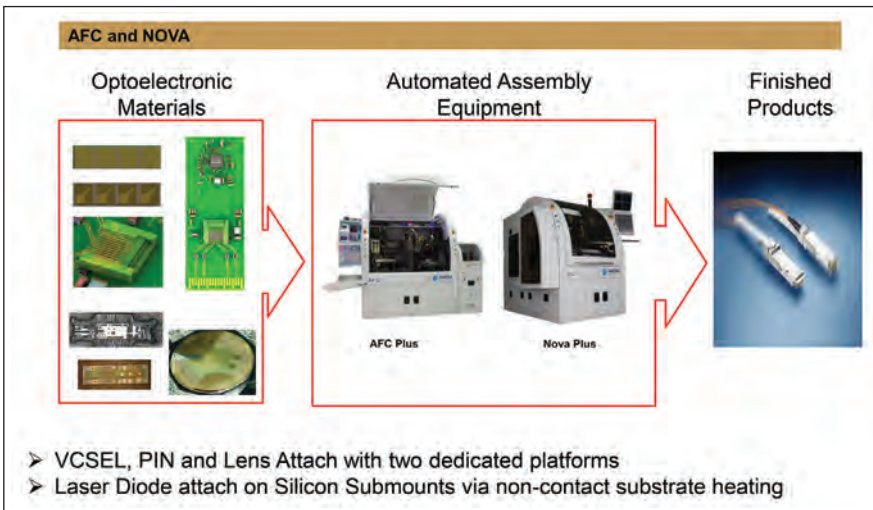 AFC and NOVA
Optoelectronic
Materials
Automated Assembly
Equipment
Finished
Products
AFC Plus
Nova Plus
➢ VCSEL, PIN and Lens Attach with two dedicated platforms
➢ Laser Diode attach on Silicon Submounts via non-contact substrate heating